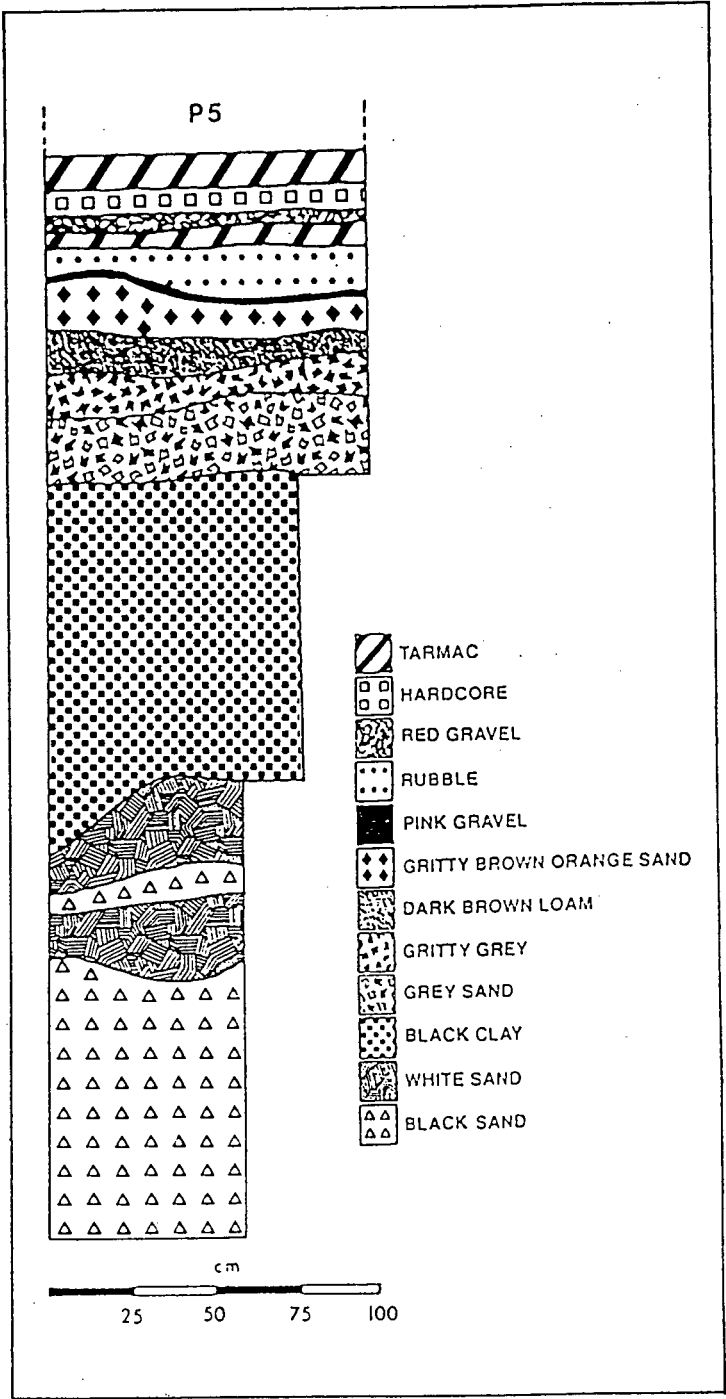 P5
TARMAC
HARDCORE
RED GRAVEL
RUBBLE
PINK GRAVEL
GRITTY BROWN ORANGE SAND
DARK BROWN LOAM
GRITTY GREY
GREY SAND
BLACK CLAY
WHITE SAND
BLACK SAND
cm
25 50 75 100